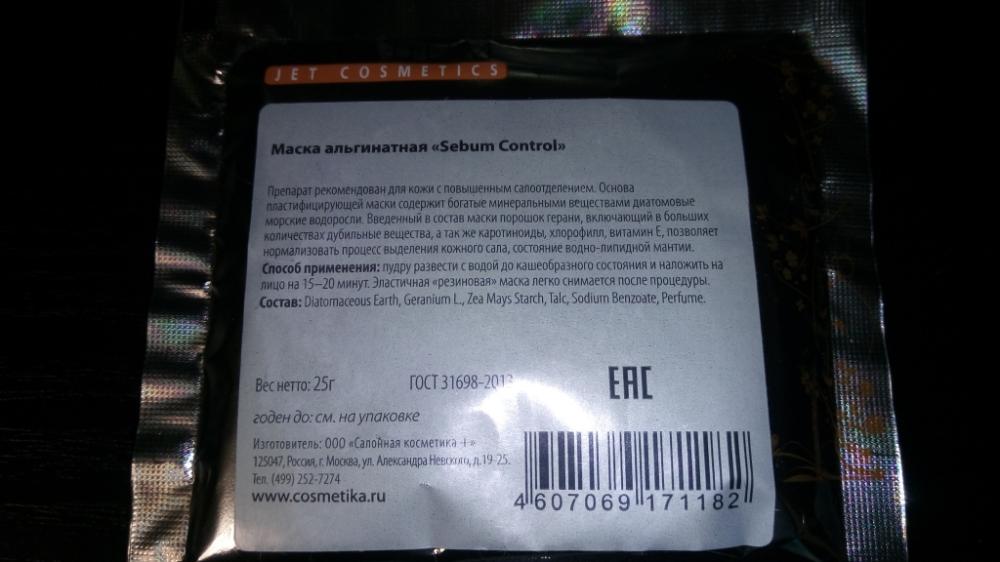 JET COSMETICS
Маска альгинатная «Sebum Control»
Препарат рекомендован для кожи с повышенным салоотделением. Основа
пластифицирующей маски содержит богатые минеральными веществами диатомовые
морские водоросли. Введенный в состав маски порошок герани, включающий в больших
количествах дубильные вещества, а так же каротиноиды, хлорофилл, витамин Е, позволяет
нормализовать процесс выделения кожного сала, состояние водно-липидной мантии.
Способ применения: пудру развести с водой до кашеобразного состояния и наложить на
лицо на 15–20 минут. Эластичная «резиновая» маска легко снимается после процедуры.
Состав: Diatomaceous Earth, Geranium L., Zea Mays Starch, Talc, Sodium Benzoate, Perfume.
Вес нетто: 25г ГОСТ 31698-2013 EAC
годен до: см. на упаковке
Изготовитель: ООО «Салонная косметика +»
125047, Россия, г. Москва, ул. Александра Невского, д.19-25.
Тел. (499) 252-7274
www.cosmetika.ru
4 607069 171182